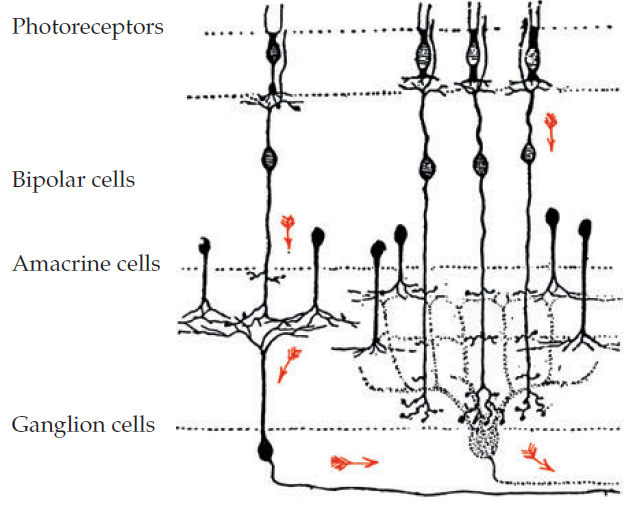 Photoreceptors
Bipolar cells
Amacrine cells
Ganglion cells